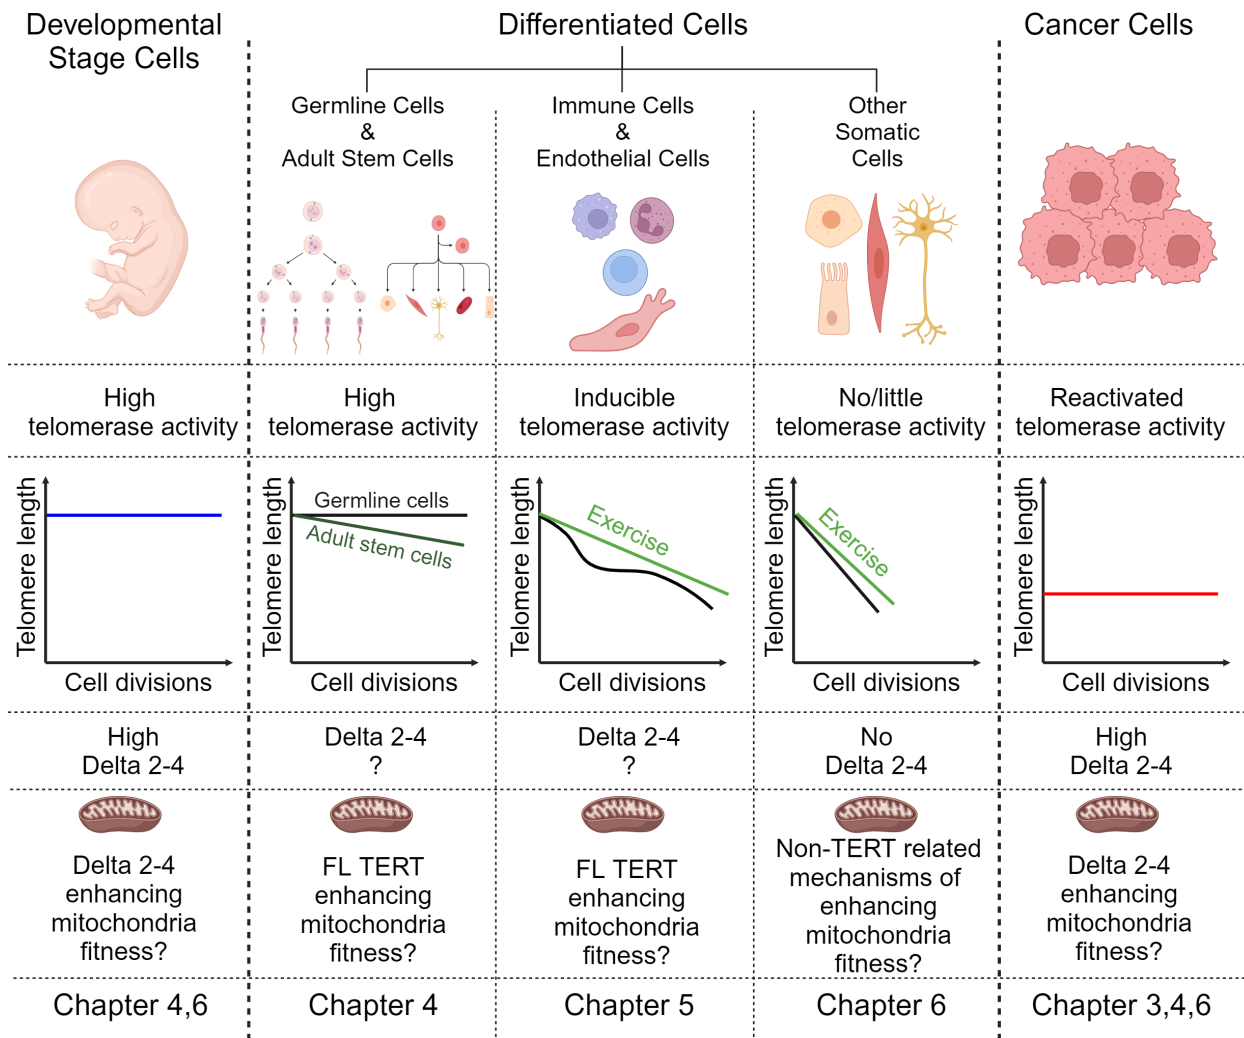 Developmental
Stage Cells
Differentiated Cells
Cancer Cells
Germline Cells
&
Adult Stem Cells
Immune Cells
&
Endothelial Cells
Other
Somatic
Cells
High
telomerase activity
High
telomerase activity
Inducible
telomerase activity
No/little
telomerase activity
Reactivated
telomerase activity
Telomere length
Cell divisions
Telomere length
Germline cells
Adult stem cells
Cell divisions
Telomere length
Exercise
Cell divisions
Telomere length
Exercise
Cell divisions
Telomere length
Cell divisions
High
Delta 2-4
Delta 2-4
?
Delta 2-4
?
No
Delta 2-4
High
Delta 2-4
Delta 2-4
enhancing
mitochondria
fitness?
FL TERT
enhancing
mitochondria
fitness?
FL TERT
enhancing
mitochondria
fitness?
Non-TERT related
mechanisms of
enhancing
mitochondria
fitness?
Delta 2-4
enhancing
mitochondria
fitness?
Chapter 4,6
Chapter 4
Chapter 5
Chapter 6
Chapter 3,4,6